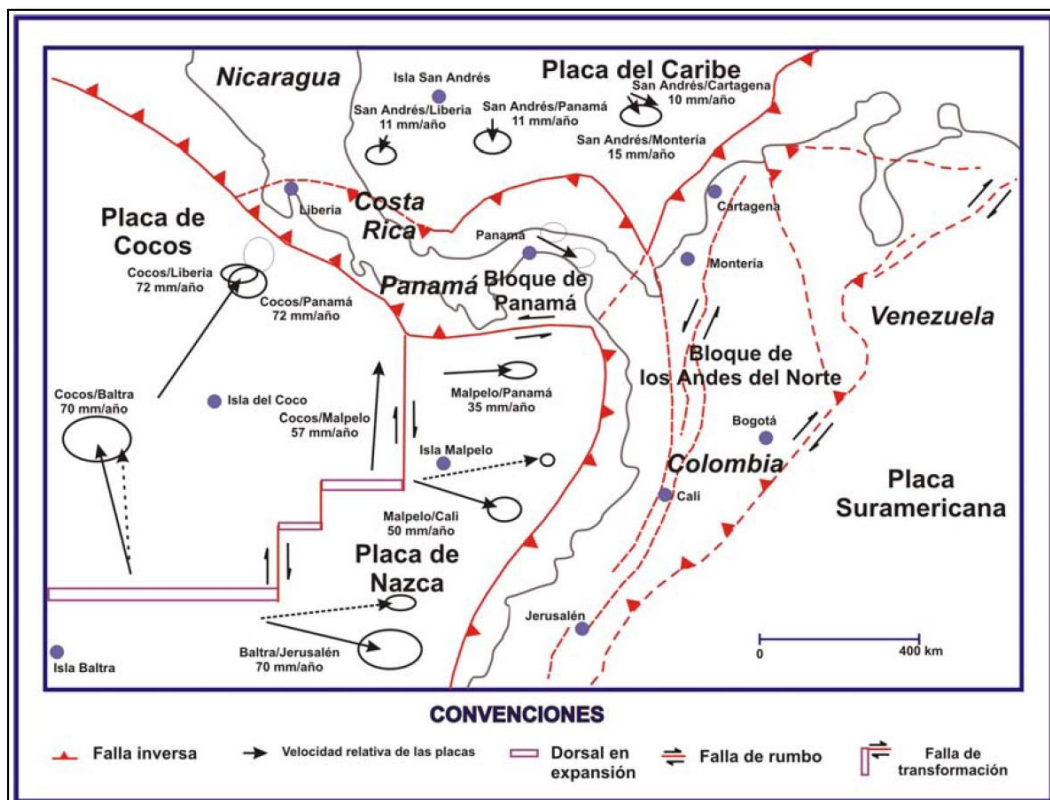 Nicaragua
Isla San Andrés
Placa del Caribe
San Andrés/Liberia
11 mm/año
San Andrés/Panamá
11 mm/año
San Andrés/Cartagena
10 mm/año
San Andrés/Montería
15 mm/año
Liberia
Costa
Rica
Cartagena
Placa de
Cocos
Panamá
Montería
Cocos/Liberia
72 mm/año
Cocos/Panamá
72 mm/año
Panamá
Bloque de
Panamá
Venezuela
Bloque de
los Andes del Norte
Cocos/Baltra
70 mm/año
Isla del Coco
Cocos/Malpelo
57 mm/año
Malpelo/Panamá
35 mm/año
Bogotá
Isla Malpelo
Colombia
Placa
Suramericana
Cali
Malpelo/Cali
50 mm/año
Placa de
Nazca
Jerusalén
Isla Baltra
Baltra/Jerusalén
70 mm/año
0
400 km
CONVENCIONES
Falla inversa
Velocidad relativa de las placas
Dorsal en
expansión
Falla de rumbo
Falla de
transformación